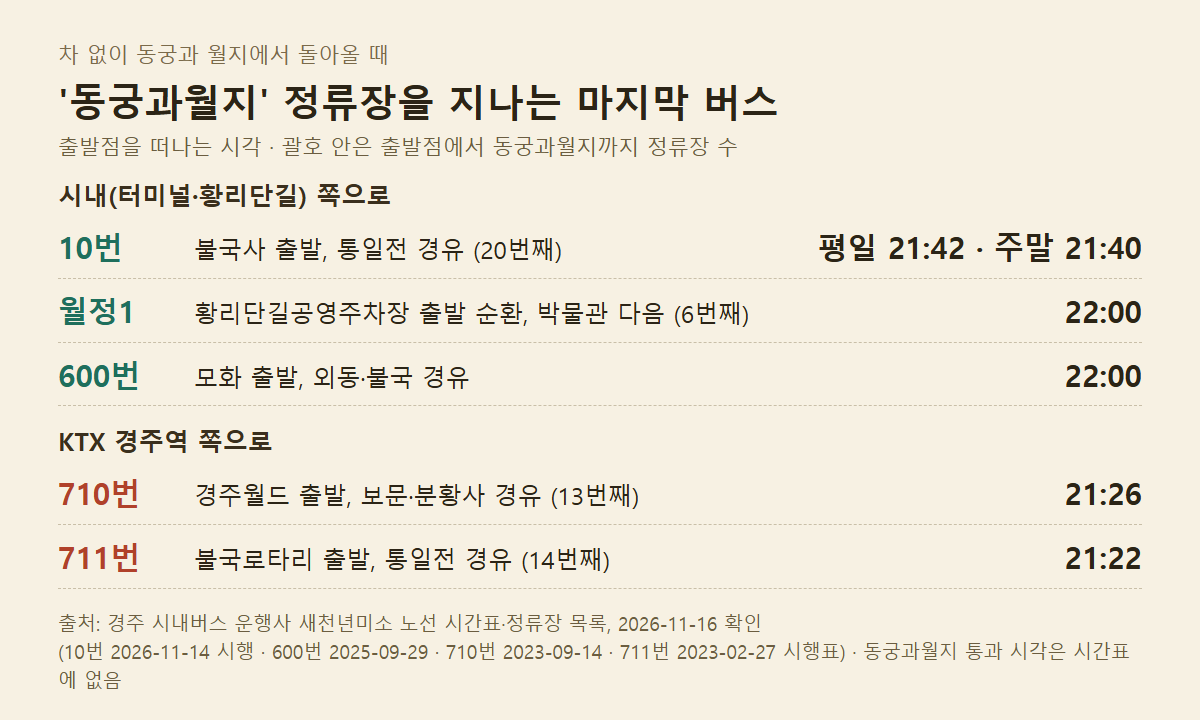 차 없이 동궁과 월지에서 돌아올 때
'동궁과월지' 정류장을 지나는 마지막 버스
출발점을 떠나는 시각 · 괄호 안은 출발점에서 동궁과월지까지 정류장 수
시내(터미널·황리단길) 쪽으로
10번 불국사 출발, 통일전 경유 (20번째) 평일 21:42 · 주말 21:40
월정1 황리단길공영주차장 출발 순환, 박물관 다음 (6번째) 22:00
600번 모화 출발, 외동·불국 경유 22:00
KTX 경주역 쪽으로
710번 경주월드 출발, 보문·분황사 경유 (13번째) 21:26
711번 불국로타리 출발, 통일전 경유 (14번째) 21:22
출처: 경주 시내버스 운행사 새천년미소 노선 시간표·정류장 목록, 2026-11-16 확인
(10번 2026-11-14 시행 · 600번 2025-09-29 · 710번 2023-09-14 · 711번 2023-02-27 시행표) · 동궁과월지 통과 시각은 시간표
에 없음